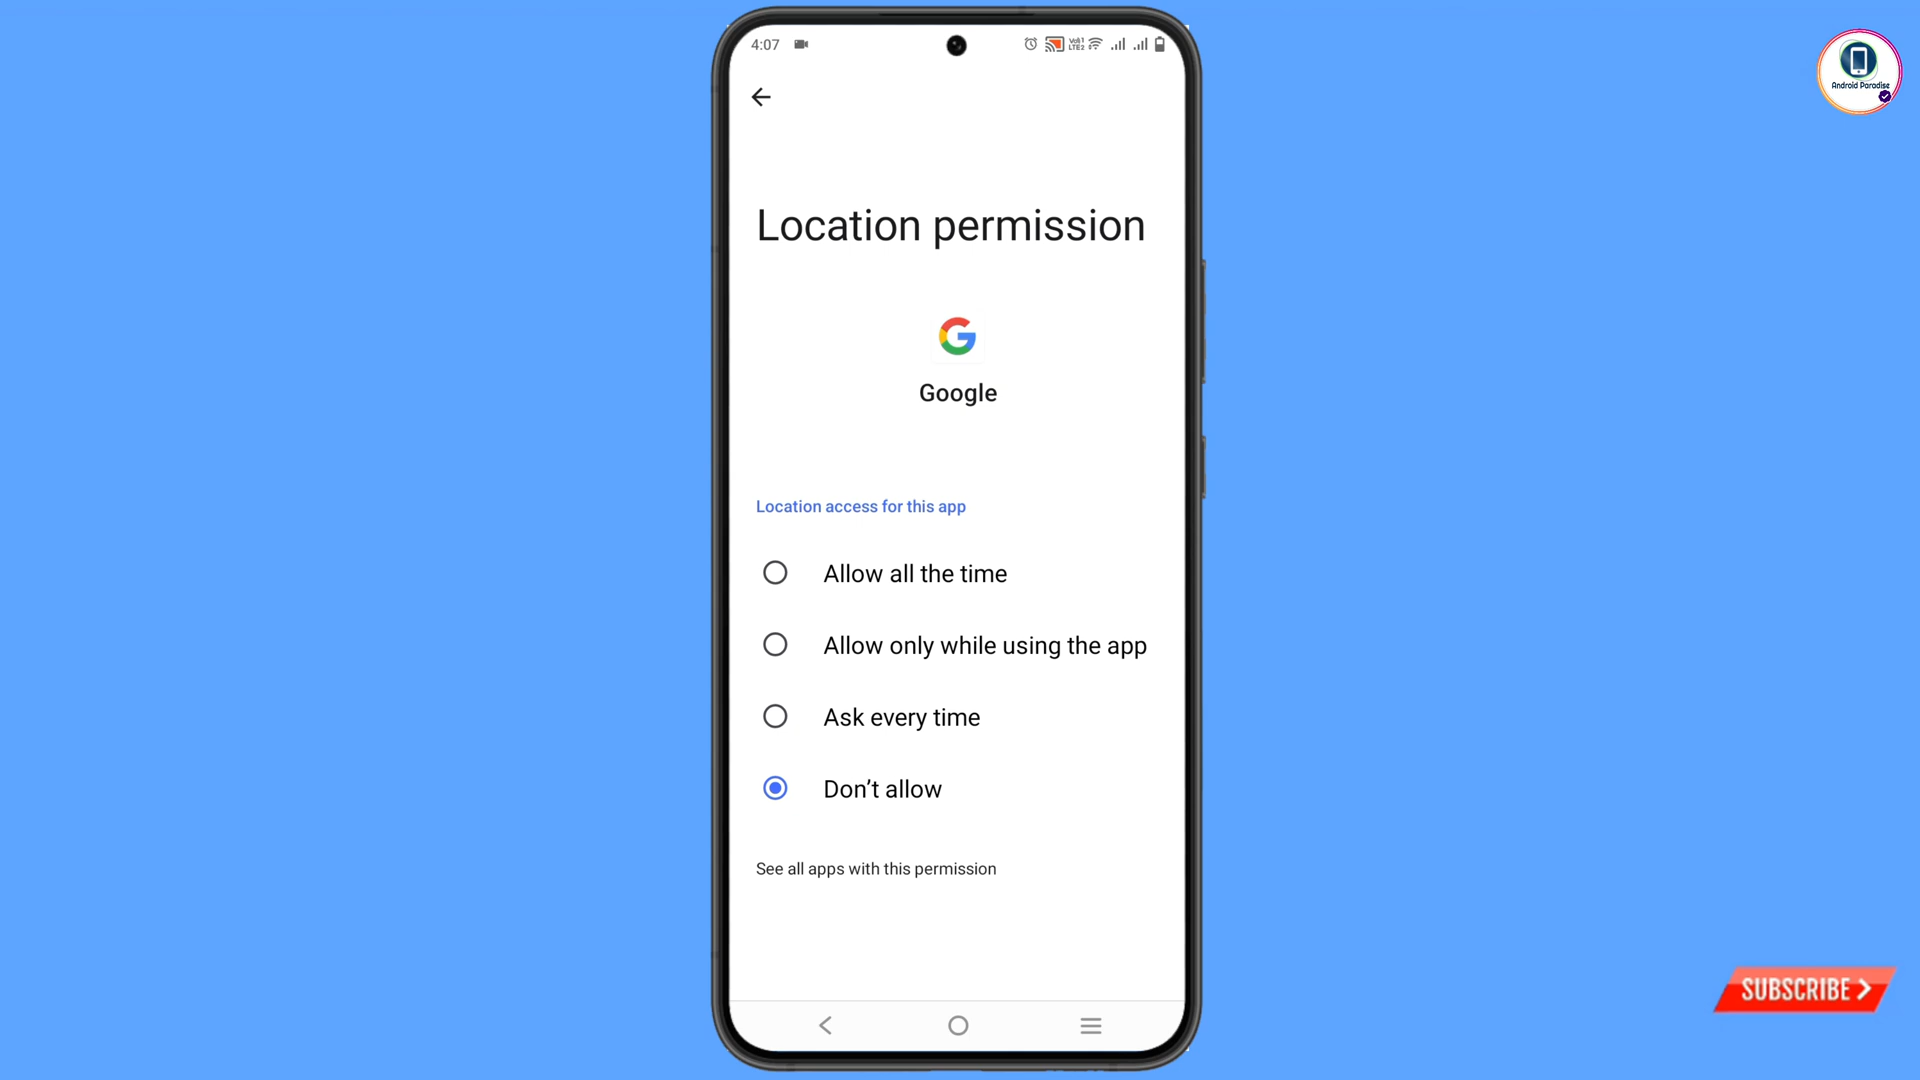 4:07
Android Paradise
Location permission
Google
Location access for this app
Allow all the time
Allow only while using the app
Ask every time
Don't allow
See all apps with this permission
SUBSCRIBE